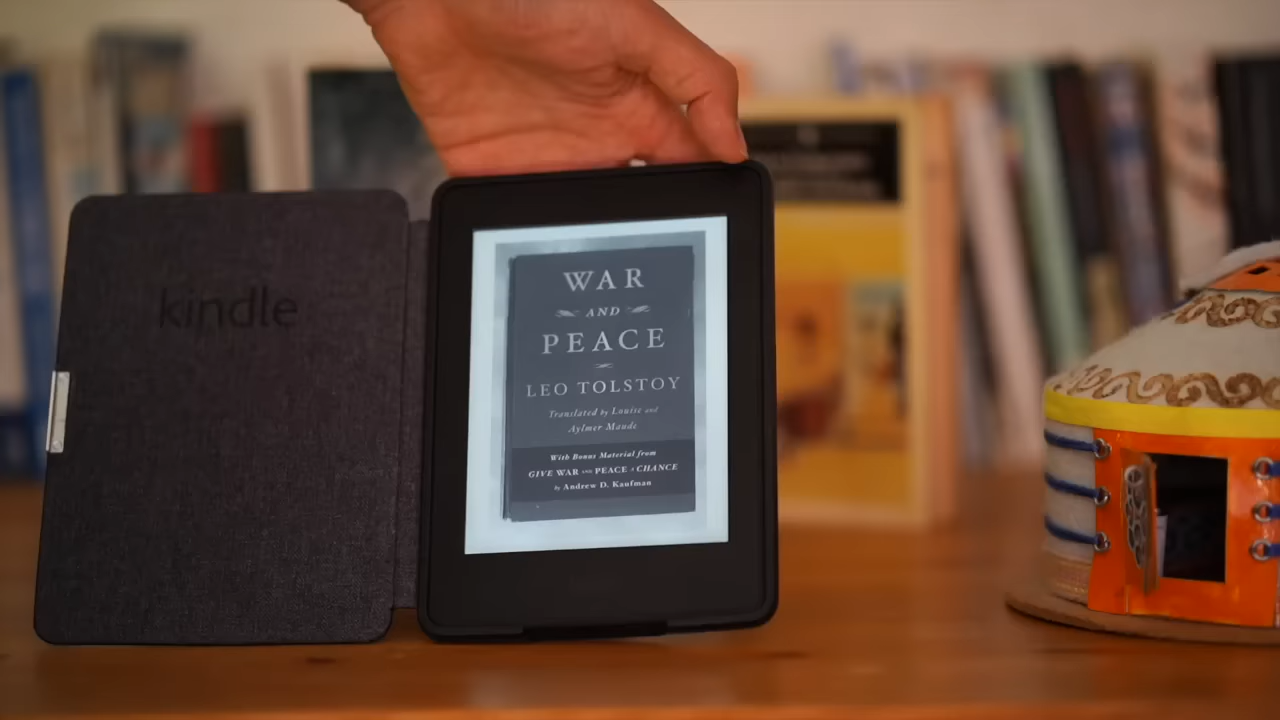 kindle
WAR
AND
PEACE
LEO TOLSTOY
Translated by Louise and
Aylmer Maude
With Bonus Material from
GIVE WAR AND PEACE A CHANCE
by Andrew D. Kaufman